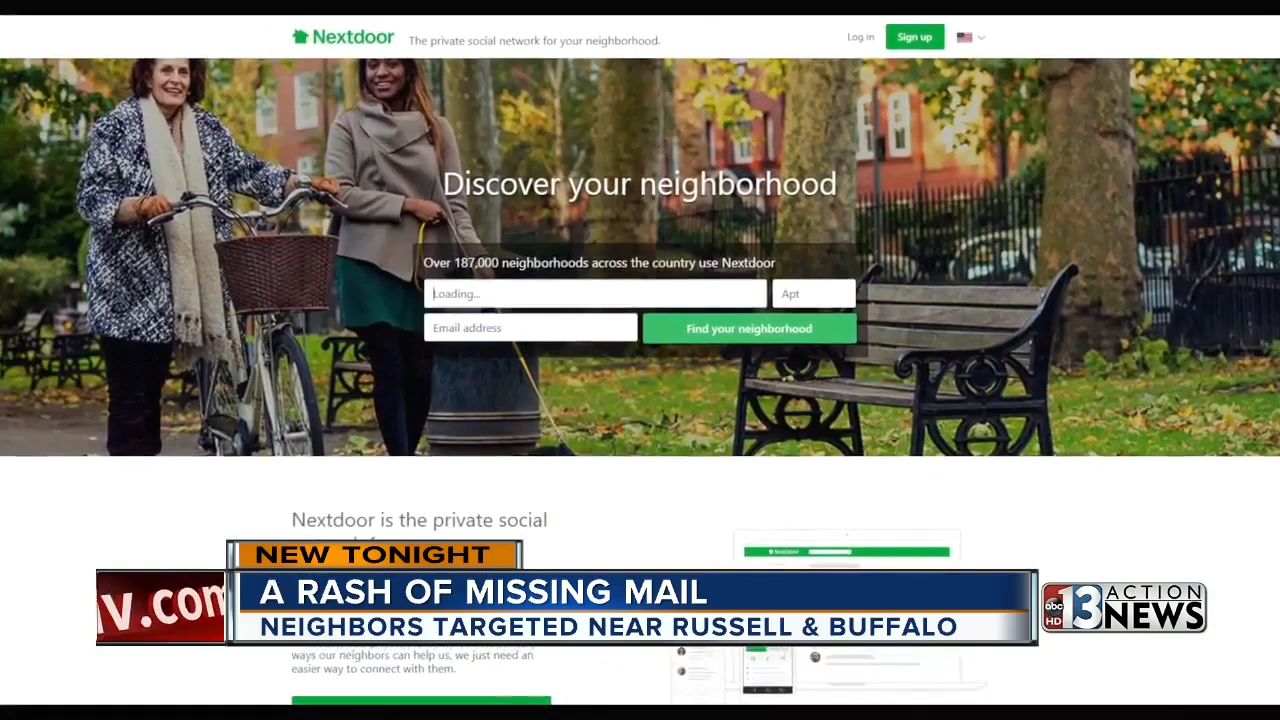 Nextdoor The private social network for your neighborhood. Log in Sign up
Discover your neighborhood
Over 187,000 neighborhoods across the country use Nextdoor
Loading... Apt
Email address Find your neighborhood
Nextdoor is the private social
Nextdoor
NEW TONIGHT
A RASH OF MISSING MAIL
V.com
abc HD 13 ACTION NEWS
NEIGHBORS TARGETED NEAR RUSSELL & BUFFALO
ways our neighbors can help us, we just need an
easier way to connect with them.